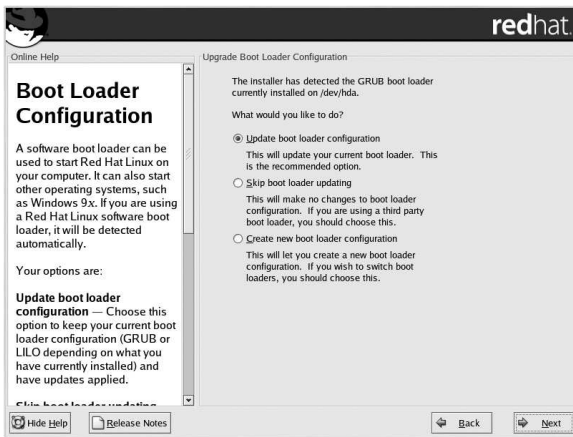 redhat.
Online Help
Boot Loader
Configuration
A software boot loader can be
used to start Red Hat Linux on
your computer. It can also start
other operating systems, such
as Windows 9x. If you are using
a Red Hat Linux software boot
loader, it will be detected
automatically.
Your options are:
Update boot loader
configuration — Choose this
option to keep your current boot
loader configuration (GRUB or
LILO depending on what you
have currently installed) and
have updates applied.
Skip boot loader updating
Upgrade Boot Loader Configuration
The installer has detected the GRUB boot loader
currently installed on /dev/hda.
What would you like to do?
Update boot loader configuration
This will update your current boot loader. This
is the recommended option.
Skip boot loader updating
This will make no changes to boot loader
configuration. If you are using a third party
boot loader, you should choose this.
Create new boot loader configuration
This will let you create a new boot loader
configuration. If you wish to switch boot
loaders, you should choose this.
Hide Help
Release Notes
Back
Next